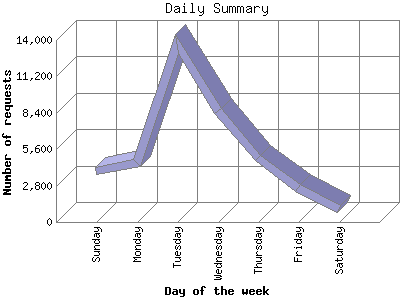 Daily Summary
14,000
11,200
8,400
5,600
2,800
0
Number of requests
Sunday
Monday
Tuesday
Wednesday
Thursday
Friday
Saturday
Day of the week